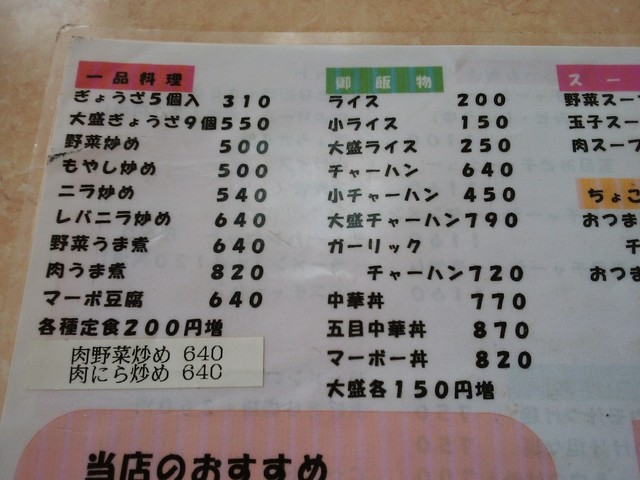 一品料理
ぎょうざ5個入 310
大盛ぎょうざ9個 550
野菜炒め 500
もやし炒め 500
ニラ炒め 540
レバニラ炒め 640
野菜うま煮 640
肉うま煮 820
マーボ豆腐 640
各種定食200円増
肉野菜炒め 640
肉にら炒め 640
御飯物
ライス 200
小ライス 150
大盛ライス 250
チャーハン 640
小チャーハン 450
大盛チャーハン 790
ガーリック
チャーハン 720
中華丼 770
五目中華丼 870
マーボー丼 820
大盛各150円増
スー
野菜スープ
玉子スー
肉スープ
ちょこ
おつま
チ
おつま
当店のおすすめ